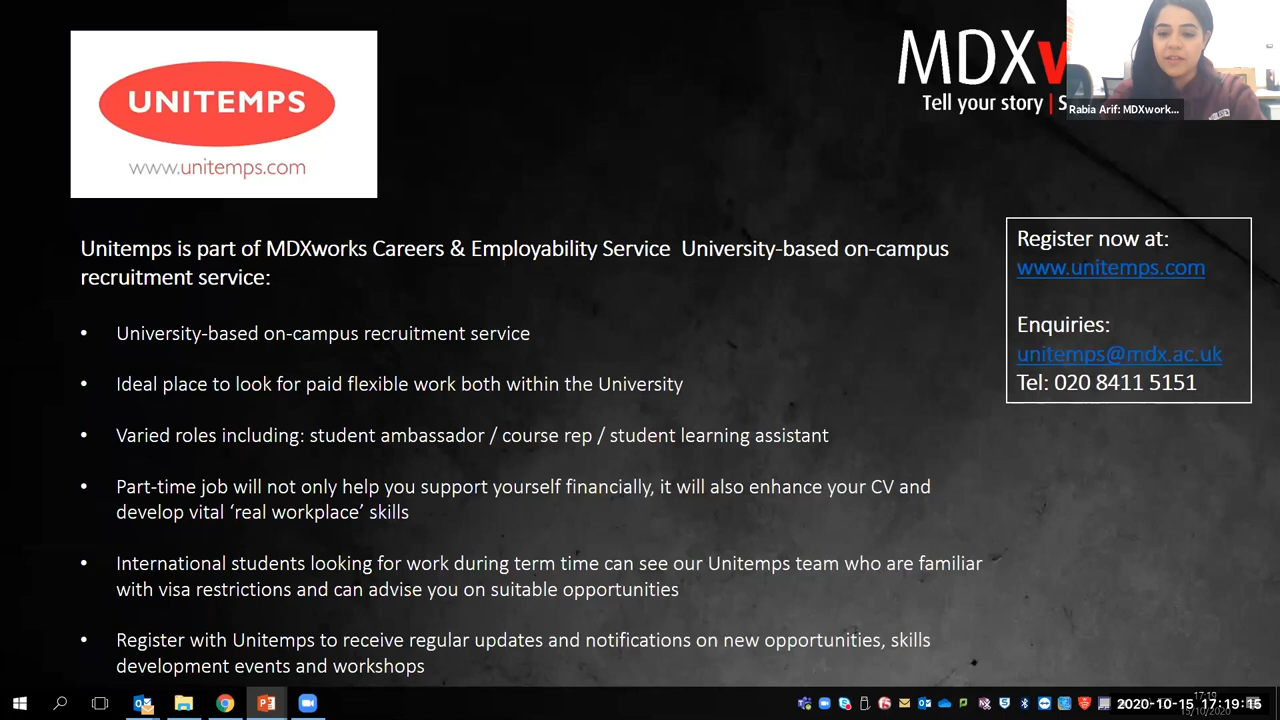 UNITEMPS
www.unitemps.com
MDXw
Tell your story | S
Rabia Arif: MDXwork...
Unitemps is part of MDXworks Careers & Employability Service University-based on-campus
recruitment service:
• University-based on-campus recruitment service
• Ideal place to look for paid flexible work both within the University
• Varied roles including: student ambassador / course rep / student learning assistant
• Part-time job will not only help you support yourself financially, it will also enhance your CV and
develop vital ‘real workplace’ skills
• International students looking for work during term time can see our Unitemps team who are familiar
with visa restrictions and can advise you on suitable opportunities
• Register with Unitemps to receive regular updates and notifications on new opportunities, skills
development events and workshops
Register now at:
www.unitemps.com
Enquiries:
unitemps@mdx.ac.uk
Tel: 020 8411 5151
17:19
2020-10-15 17:19:15
15/10/2020